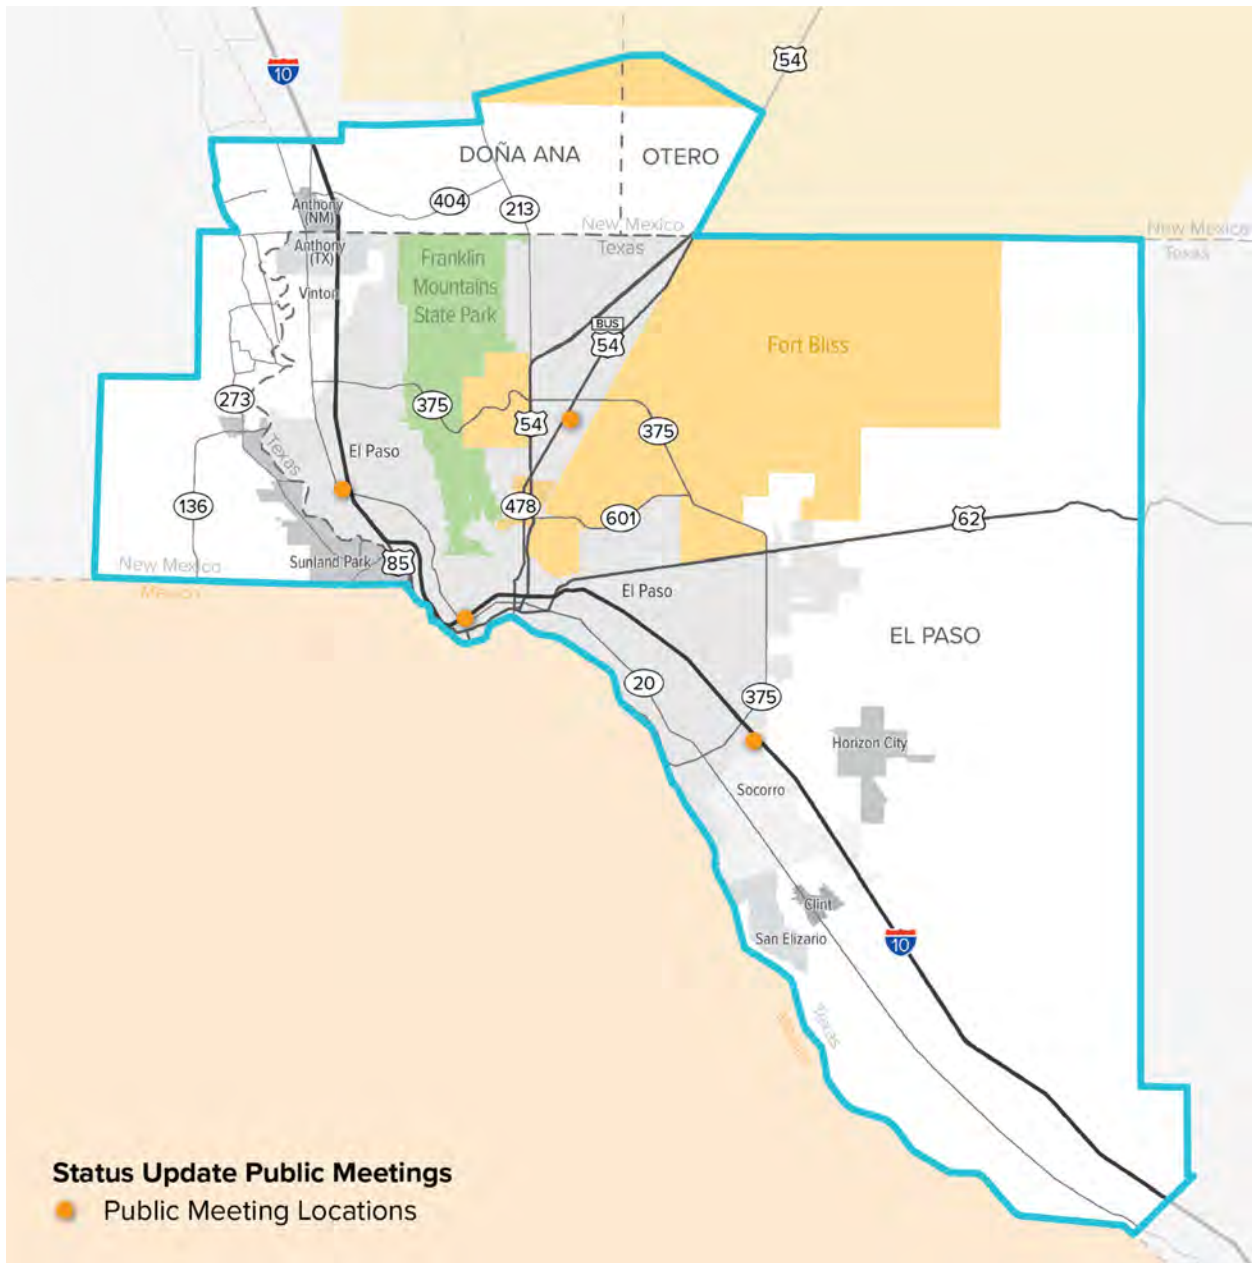 10
54
DOÑA ANA
OTERO
404
213
Anthony
(NM)
New Mexico
Texas
New Mexico
Texas
Anthony
(TX)
Vinton
Franklin
Mountains
State Park
BUS
54
Fort Bliss
273
375
54
375
Texas
El Paso
136
478
601
62
New Mexico
Mexico
Sunland Park
85
El Paso
EL PASO
20
375
Horizon City
Socorro
Clint
San Elizario
10
Texas
Mexico
Status Update Public Meetings
Public Meeting Locations